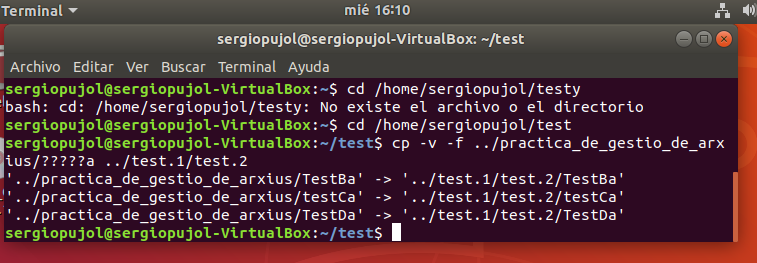 Terminal mié 16:10
sergiopujol@sergiopujol-VirtualBox: ~/test
Archivo Editar Ver Buscar Terminal Ayuda
sergiopujol@sergiopujol-VirtualBox:~$ cd /home/sergiopujol/testy
bash: cd: /home/sergiopujol/testy: No existe el archivo o el directorio
sergiopujol@sergiopujol-VirtualBox:~$ cd /home/sergiopujol/test
sergiopujol@sergiopujol-VirtualBox:~/test$ cp -v -f ../practica_de_gestio_de_arx
ius/?????a ../test.1/test.2
'../practica_de_gestio_de_arxius/TestBa' -> '../test.1/test.2/TestBa'
'../practica_de_gestio_de_arxius/TestCa' -> '../test.1/test.2/TestCa'
'../practica_de_gestio_de_arxius/TestDa' -> '../test.1/test.2/TestDa'
sergiopujol@sergiopujol-VirtualBox:~/test$